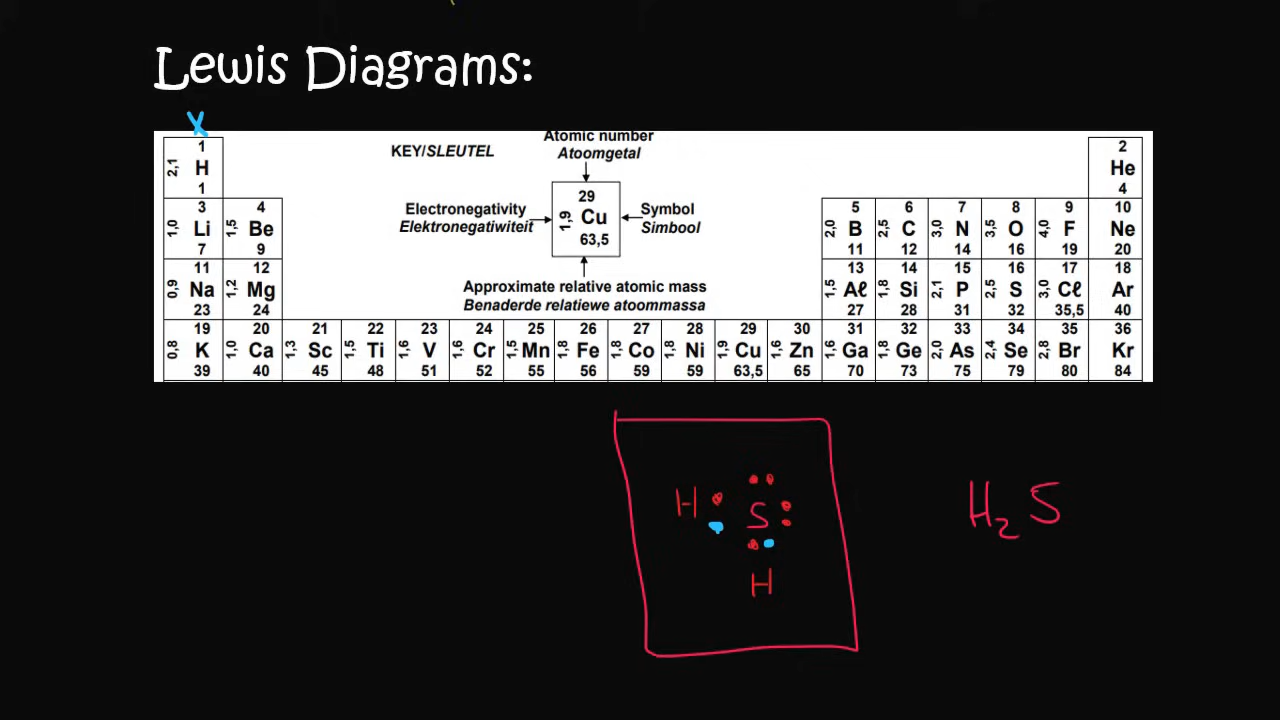 Lewis Diagrams:
X
Atomic number
KEY/SLEUTEL Atoomgetal
1 2
2,1 H He
1 4
29
Electronegativity Symbol
Elektronegatiwiteit 1,9 Cu Simbool
63,5
3 4 5 6 7 8 9 10
1,0 Li 1,5 Be 2,0 B 2,5 C 3,0 N 3,5 O 4,0 F Ne
7 9 11 12 14 16 19 20
Approximate relative atomic mass
Benaderde relatiewe atoommassa
11 12 13 14 15 16 17 18
0,9 Na 1,2 Mg 1,5 Aℓ 1,8 Si 2,1 P 2,5 S 3,0 Cℓ Ar
23 24 27 28 31 32 35,5 40
19 20 21 22 23 24 25 26 27 28 29 30 31 32 33 34 35 36
0,8 K 1,0 Ca 1,3 Sc 1,5 Ti 1,6 V 1,6 Cr 1,5 Mn 1,8 Fe 1,8 Co 1,8 Ni 1,9 Cu 1,6 Zn 1,6 Ga 1,8 Ge 2,0 As 2,4 Se 2,8 Br Kr
39 40 45 48 51 52 55 56 59 59 63,5 65 70 73 75 79 80 84
H S
H
H₂S